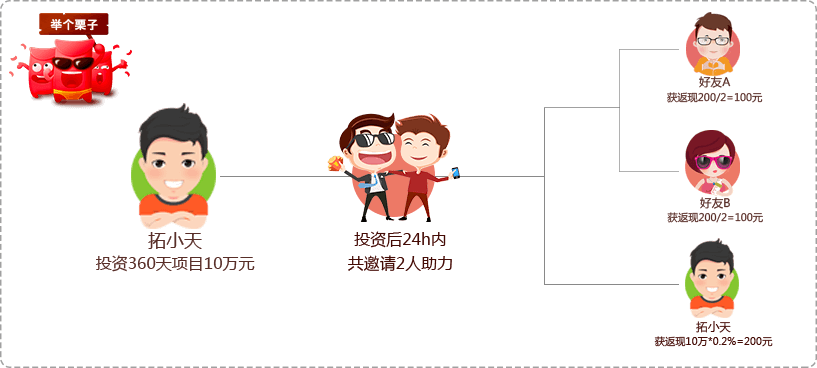 举个栗子
拓小天
投资360天项目10万元
投资后24h内
共邀请2人助力
好友A
获返现200/2=100元
好友B
获返现200/2=100元
拓小天
获返现10万*0.2%=200元